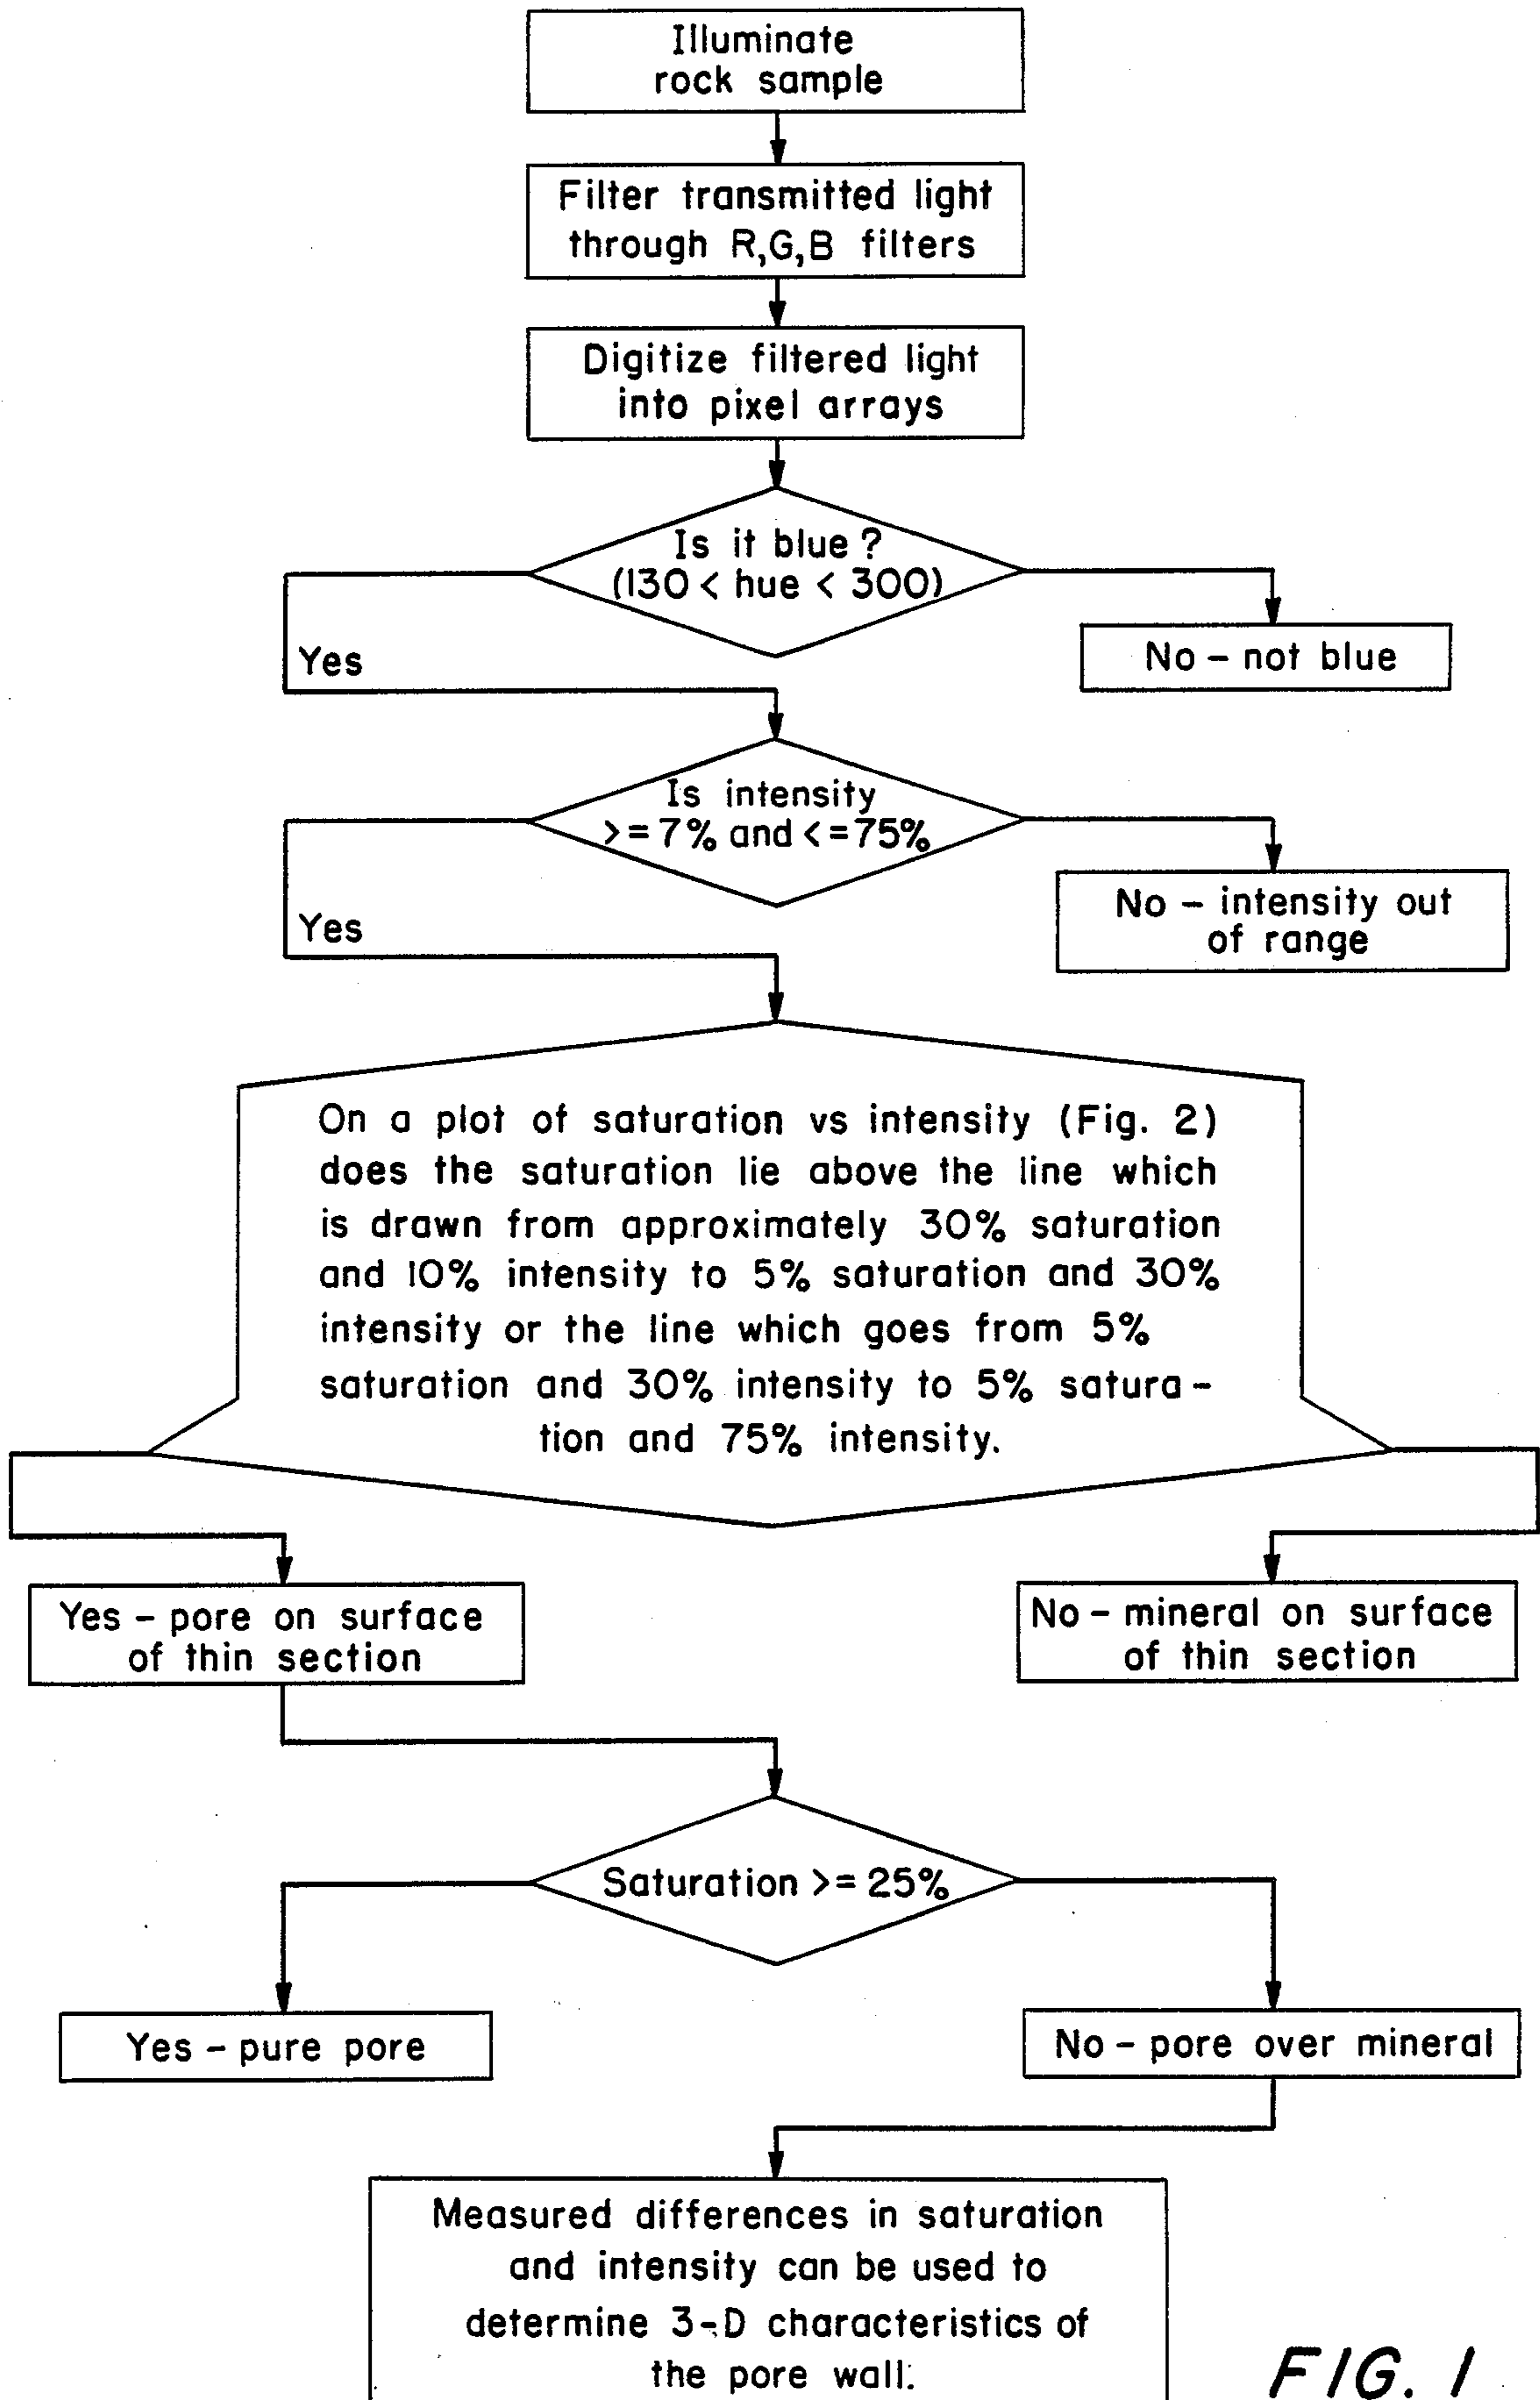 Illuminate
rock sample
Filter transmitted light
through R,G,B filters
Digitize filtered light
into pixel arrays
Is it blue?
(130 < hue < 300)
Yes
No - not blue
Is intensity
>= 7% and <= 75%
Yes
No - intensity out
of range
On a plot of saturation vs intensity (Fig. 2)
does the saturation lie above the line which
is drawn from approximately 30% saturation
and 10% intensity to 5% saturation and 30%
intensity or the line which goes from 5%
saturation and 30% intensity to 5% satura-
tion and 75% intensity.
Yes - pore on surface
of thin section
No - mineral on surface
of thin section
Saturation >= 25%
Yes - pure pore
No - pore over mineral
Measured differences in saturation
and intensity can be used to
determine 3-D characteristics of
the pore wall.
FIG. 1